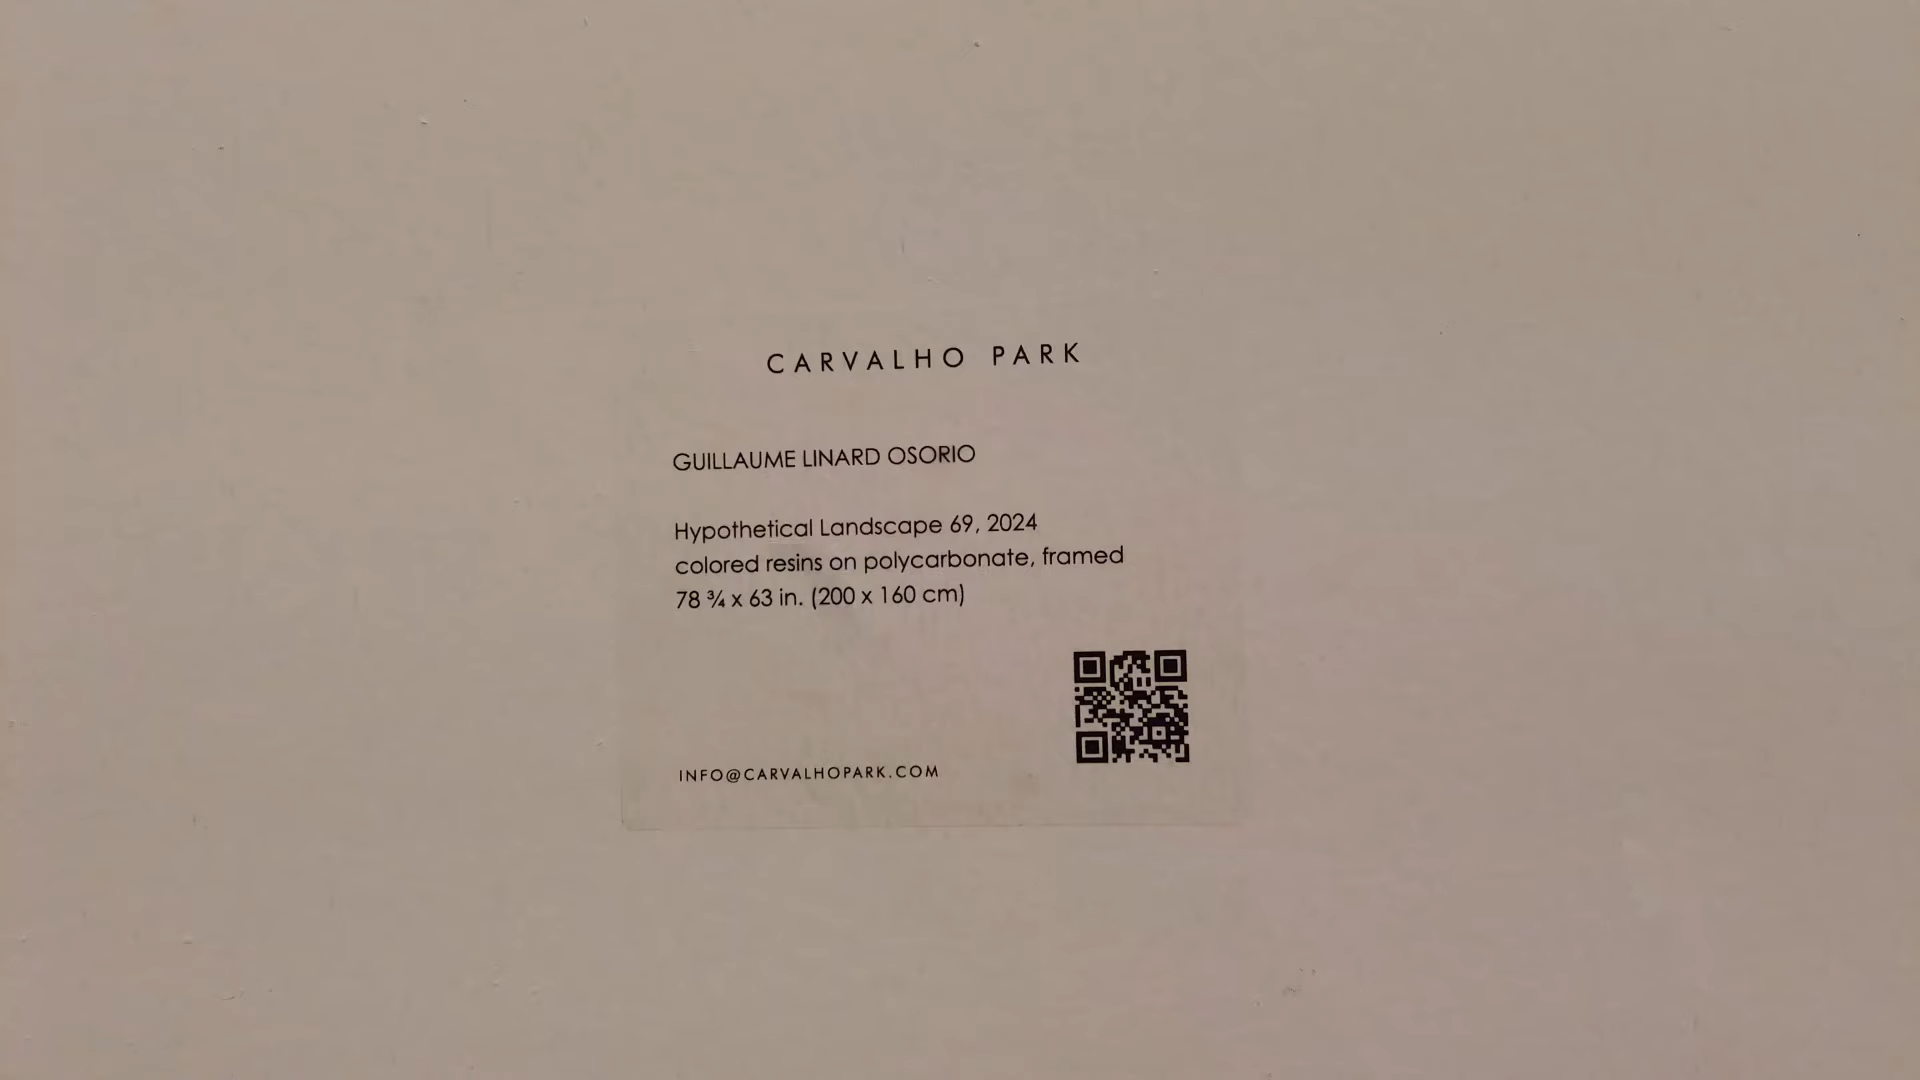 CARVALHO PARK
GUILLAUME LINARD OSORIO
Hypothetical Landscape 69, 2024
colored resins on polycarbonate, framed
78 ¾ x 63 in. (200 x 160 cm)
INFO@CARVALHOPARK.COM